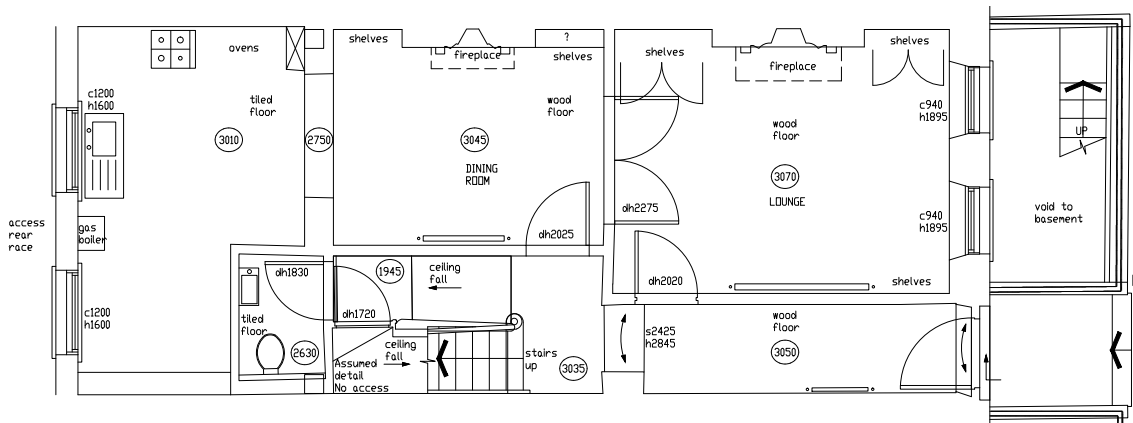 shelves
?
shelves
shelves
shelves
ovens
fireplace
fireplace
c1200
h1600
tiled
floor
wood
floor
c940
h1895
wood
floor
UP
3010
2750
3045
DINING
ROOM
3070
LOUNGE
dh2275
void to
basement
access
rear
race
gas
boiler
dh2025
c940
h1895
dh1830
1945
ceiling
fall
dh2020
shelves
c1200
h1600
dh1720
tiled
floor
2630
ceiling
fall
Assumed
detail
No access
stairs
up
3035
s2425
h2845
wood
floor
3050